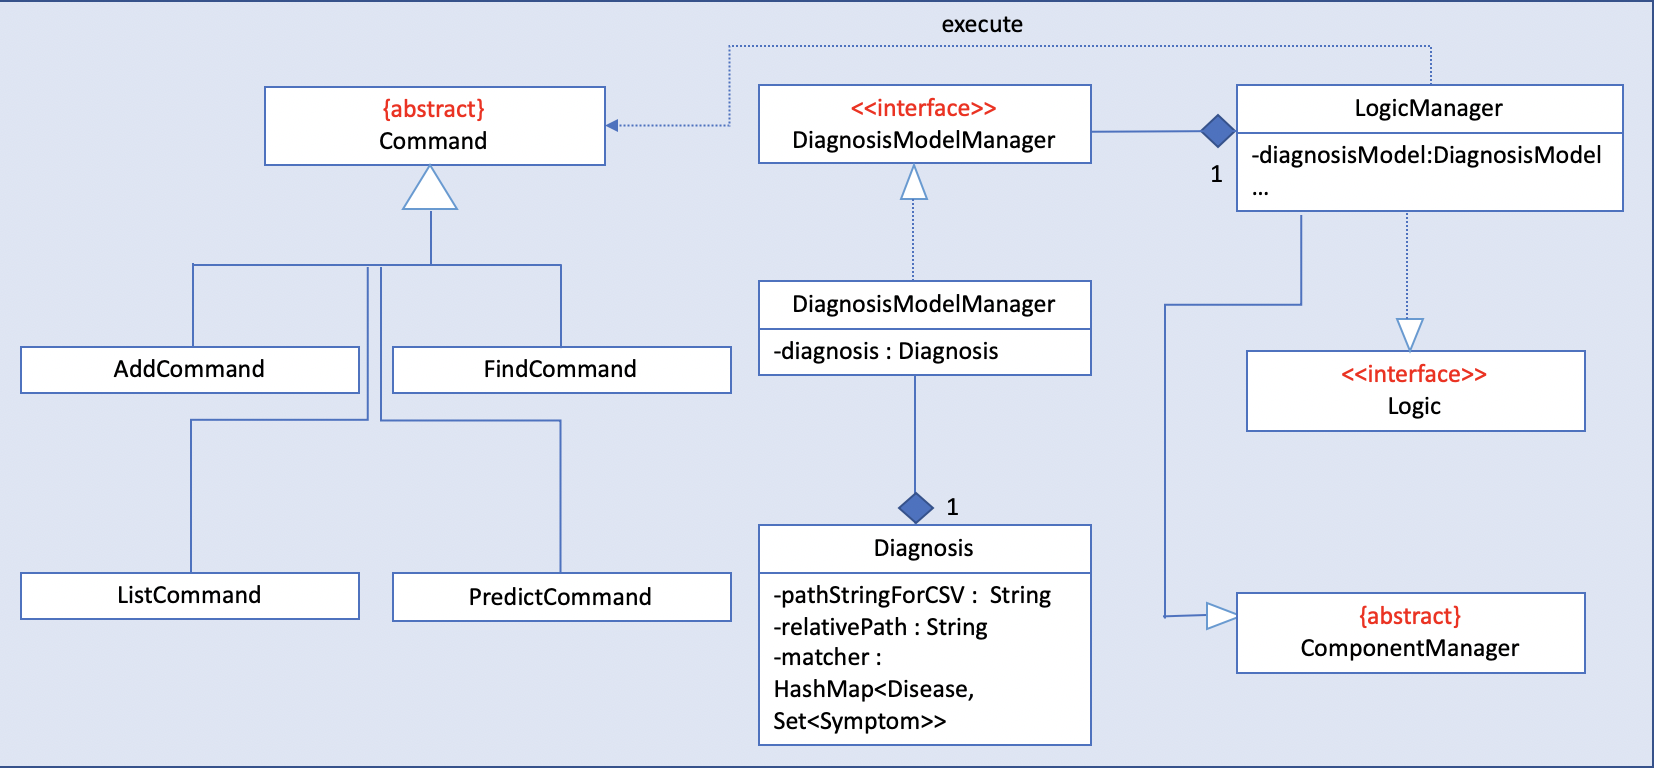 execute
{abstract}
Command
<<interface>>
DiagnosisModelManager
LogicManager
-diagnosisModel:DiagnosisModel
...
1
DiagnosisModelManager
-diagnosis : Diagnosis
AddCommand
FindCommand
<<interface>>
Logic
ListCommand
PredictCommand
1
Diagnosis
-pathStringForCSV :  String
-relativePath : String
-matcher :
HashMap<Disease,
Set<Symptom>>
{abstract}
ComponentManager